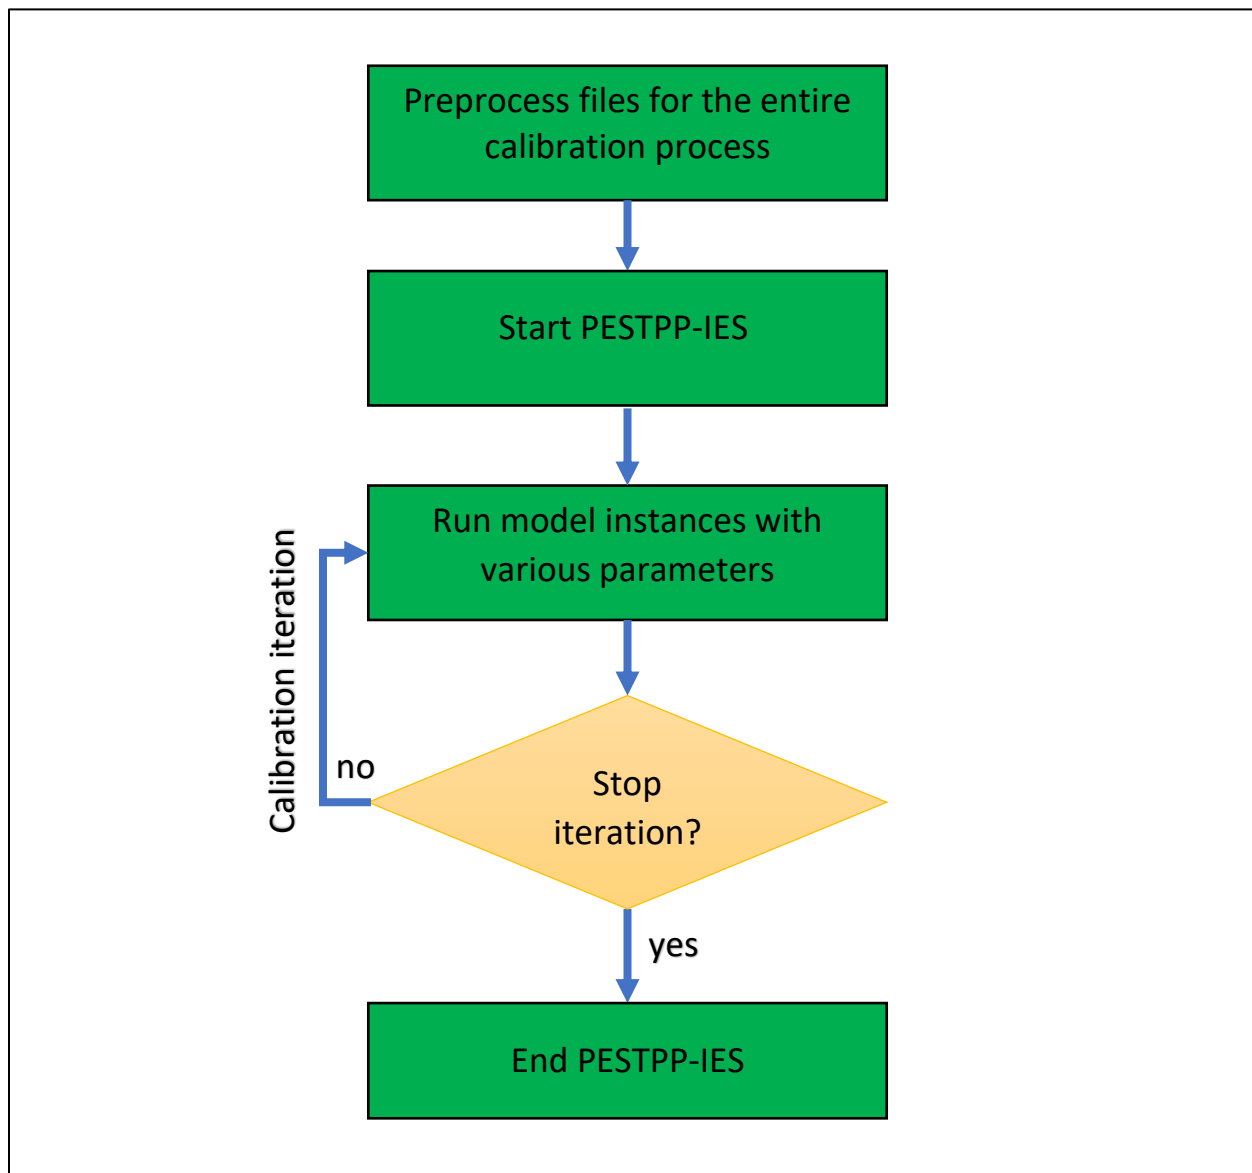 Preprocess files for the entire
calibration process
Start PESTPP-IES
Run model instances with
various parameters
Calibration iteration
no
Stop
iteration?
yes
End PESTPP-IES